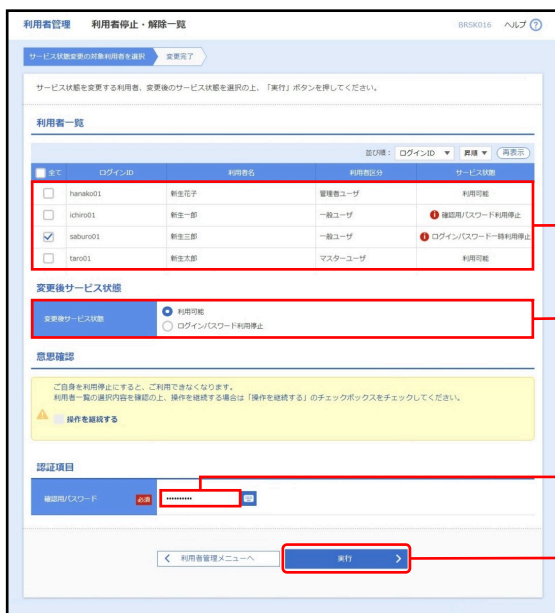 利用者管理 利用者停止・解除一覧 BRSK016 ヘルプ ?
サービス状態変更の対象利用者を選択 変更完了
サービス状態を変更する利用者、変更後のサービス状態を選択の上、「実行」ボタンを押してください。
利用者一覧
並び順： ログインID ▼ 昇順 ▼ 再表示
全て ログインID 利用者名 利用者区分 サービス状態
hanako01 新生花子 管理者ユーザ 利用可能
ichiro01 新生一郎 一般ユーザ 確認用パスワード利用停止
saburo01 新生三郎 一般ユーザ ログインパスワード一時利用停止
taro01 新生太郎 マスターユーザ 利用可能
変更後サービス状態
変更後サービス状態 利用可能
ログインパスワード利用停止
意思確認
ご自身を利用停止にすると、ご利用できなくなります。
利用者一覧の選択内容を確認の上、操作を継続する場合は「操作を継続する」のチェックボックスをチェックしてください。
操作を継続する
認証項目
確認用パスワード 必須 ••••••••••
利用者管理メニューへ 実行